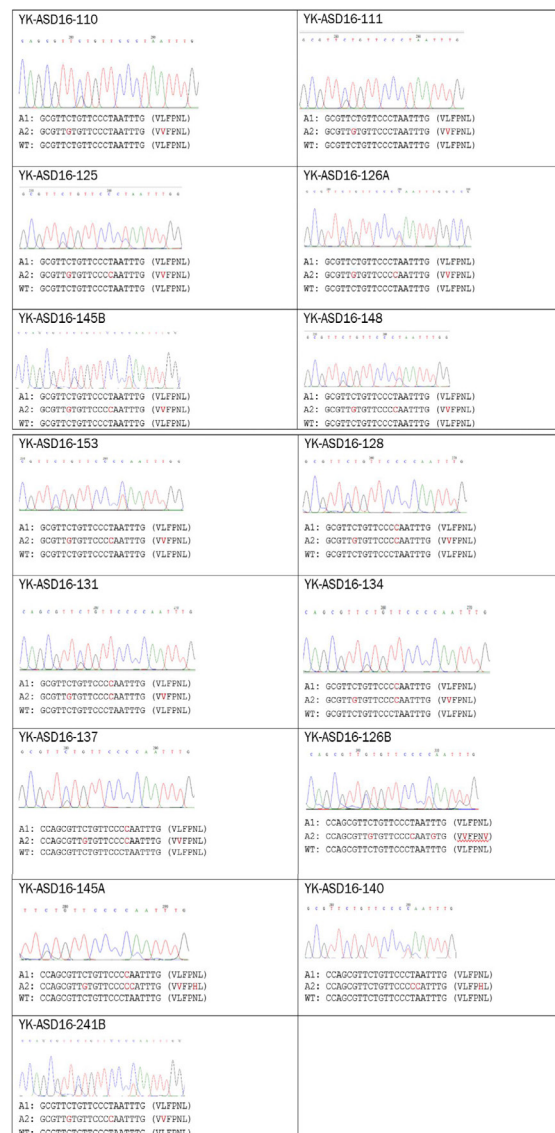 YK-ASD16-110
A1: GCGTTCTGTTCCCTAATTTG (VLFPNL)
A2: GCGTTGTGTTCCCTAATTTG (VVFPNL)
WT: GCGTTCTGTTCCCTAATTTG (VLFPNL)
YK-ASD16-111
A1: GCGTTCTGTTCCCTAATTTG (VLFPNL)
A2: GCGTTGTGTTCCCTAATTTG (VVFPNL)
WT: GCGTTCTGTTCCCTAATTTG (VLFPNL)
YK-ASD16-125
A1: GCGTTCTGTTCCCTAATTTG (VLFPNL)
A2: GCGTTGTGTTCCCCAATTTG (VVFPNL)
WT: GCGTTCTGTTCCCTAATTTG (VLFPNL)
YK-ASD16-126A
A1: GCGTTCTGTTCCCTAATTTG (VLFPNL)
A2: GCGTTGTGTTCCCCAATTTG (VVFPNL)
WT: GCGTTCTGTTCCCTAATTTG (VLFPNL)
YK-ASD16-145B
A1: GCGTTCTGTTCCCTAATTTG (VLFPNL)
A2: GCGTTGTGTTCCCCAATTTG (VVFPNL)
WT: GCGTTCTGTTCCCTAATTTG (VLFPNL)
YK-ASD16-148
A1: GCGTTCTGTTCCCTAATTTG (VLFPNL)
A2: GCGTTGTGTTCCCCAATTTG (VVFPNL)
WT: GCGTTCTGTTCCCTAATTTG (VLFPNL)
YK-ASD16-153
A1: GCGTTCTGTTCCCTAATTTG (VLFPNL)
A2: GCGTTGTGTTCCCCAATTTG (VVFPNL)
WT: GCGTTCTGTTCCCTAATTTG (VLFPNL)
YK-ASD16-128
A1: GCGTTCTGTTCCCCAATTTG (VLFPNL)
A2: GCGTTGTGTTCCCCAATTTG (VVFPNL)
WT: GCGTTCTGTTCCCTAATTTG (VLFPNL)
YK-ASD16-131
A1: GCGTTCTGTTCCCCAATTTG (VLFPNL)
A2: GCGTTGTGTTCCCCAATTTG (VVFPNL)
WT: GCGTTCTGTTCCCTAATTTG (VLFPNL)
YK-ASD16-134
A1: GCGTTCTGTTCCCCAATTTG (VLFPNL)
A2: GCGTTGTGTTCCCCAATTTG (VVFPNL)
WT: GCGTTCTGTTCCCTAATTTG (VLFPNL)
YK-ASD16-137
A1: CCAGCGTTCTGTTCCCCAATTTG (VLFPNL)
A2: CCAGCGTTGTGTTCCCCAATTTG (VVFPNL)
WT: CCAGCGTTCTGTTCCCTAATTTG (VLFPNL)
YK-ASD16-126B
A1: CCAGCGTTCTGTTCCCTAATTTG (VLFPNL)
A2: CCAGCGTTGTGTTCCCCAATGTG (VVFPNV)
WT: CCAGCGTTCTGTTCCCTAATTTG (VLFPNL)
YK-ASD16-145A
A1: CCAGCGTTCTGTTCCCCAATTTG (VLFPNL)
A2: CCAGCGTTGTGTTCCCCCATTTG (VVFPHL)
WT: CCAGCGTTCTGTTCCCTAATTTG (VLFPNL)
YK-ASD16-140
A1: CCAGCGTTCTGTTCCCTAATTTG (VLFPNL)
A2: CCAGCGTTCTGTTCCCCCATTTG (VLFPHL)
WT: CCAGCGTTCTGTTCCCTAATTTG (VLFPNL)
YK-ASD16-241B
A1: GCGTTCTGTTCCCTAATTTG (VLFPNL)
A2: GCGTTGTGTTCCCCAATTTG (VVFPNL)
WT: GCGTTCTGTTCCCTAATTTG (VLFPNL)